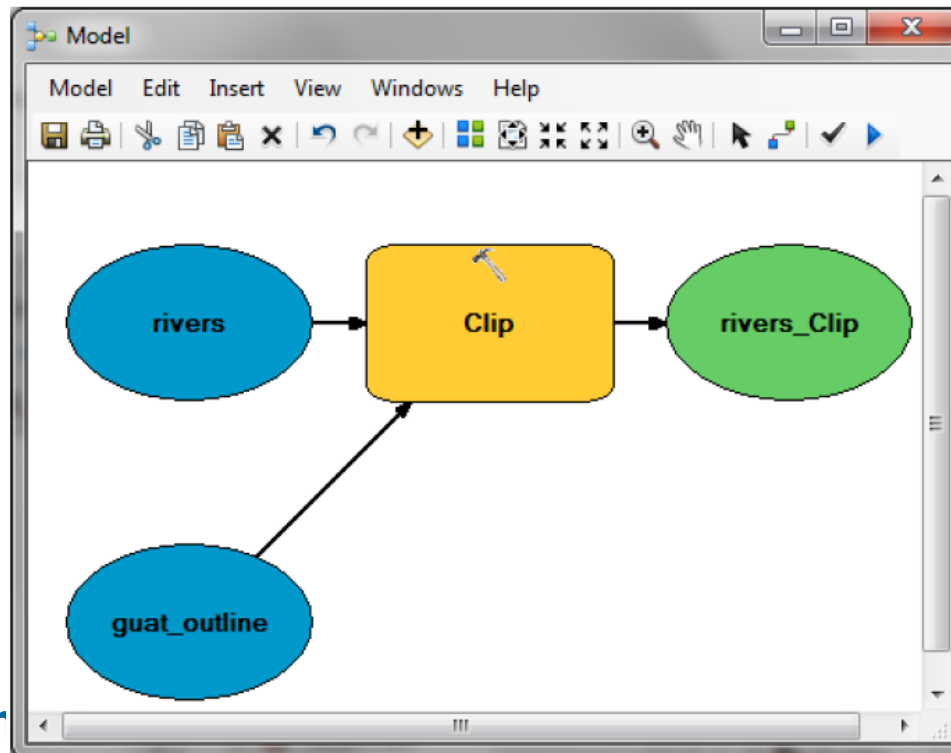 Model
Model Edit Insert View Windows Help
rivers
Clip
rivers_Clip
guat_outline